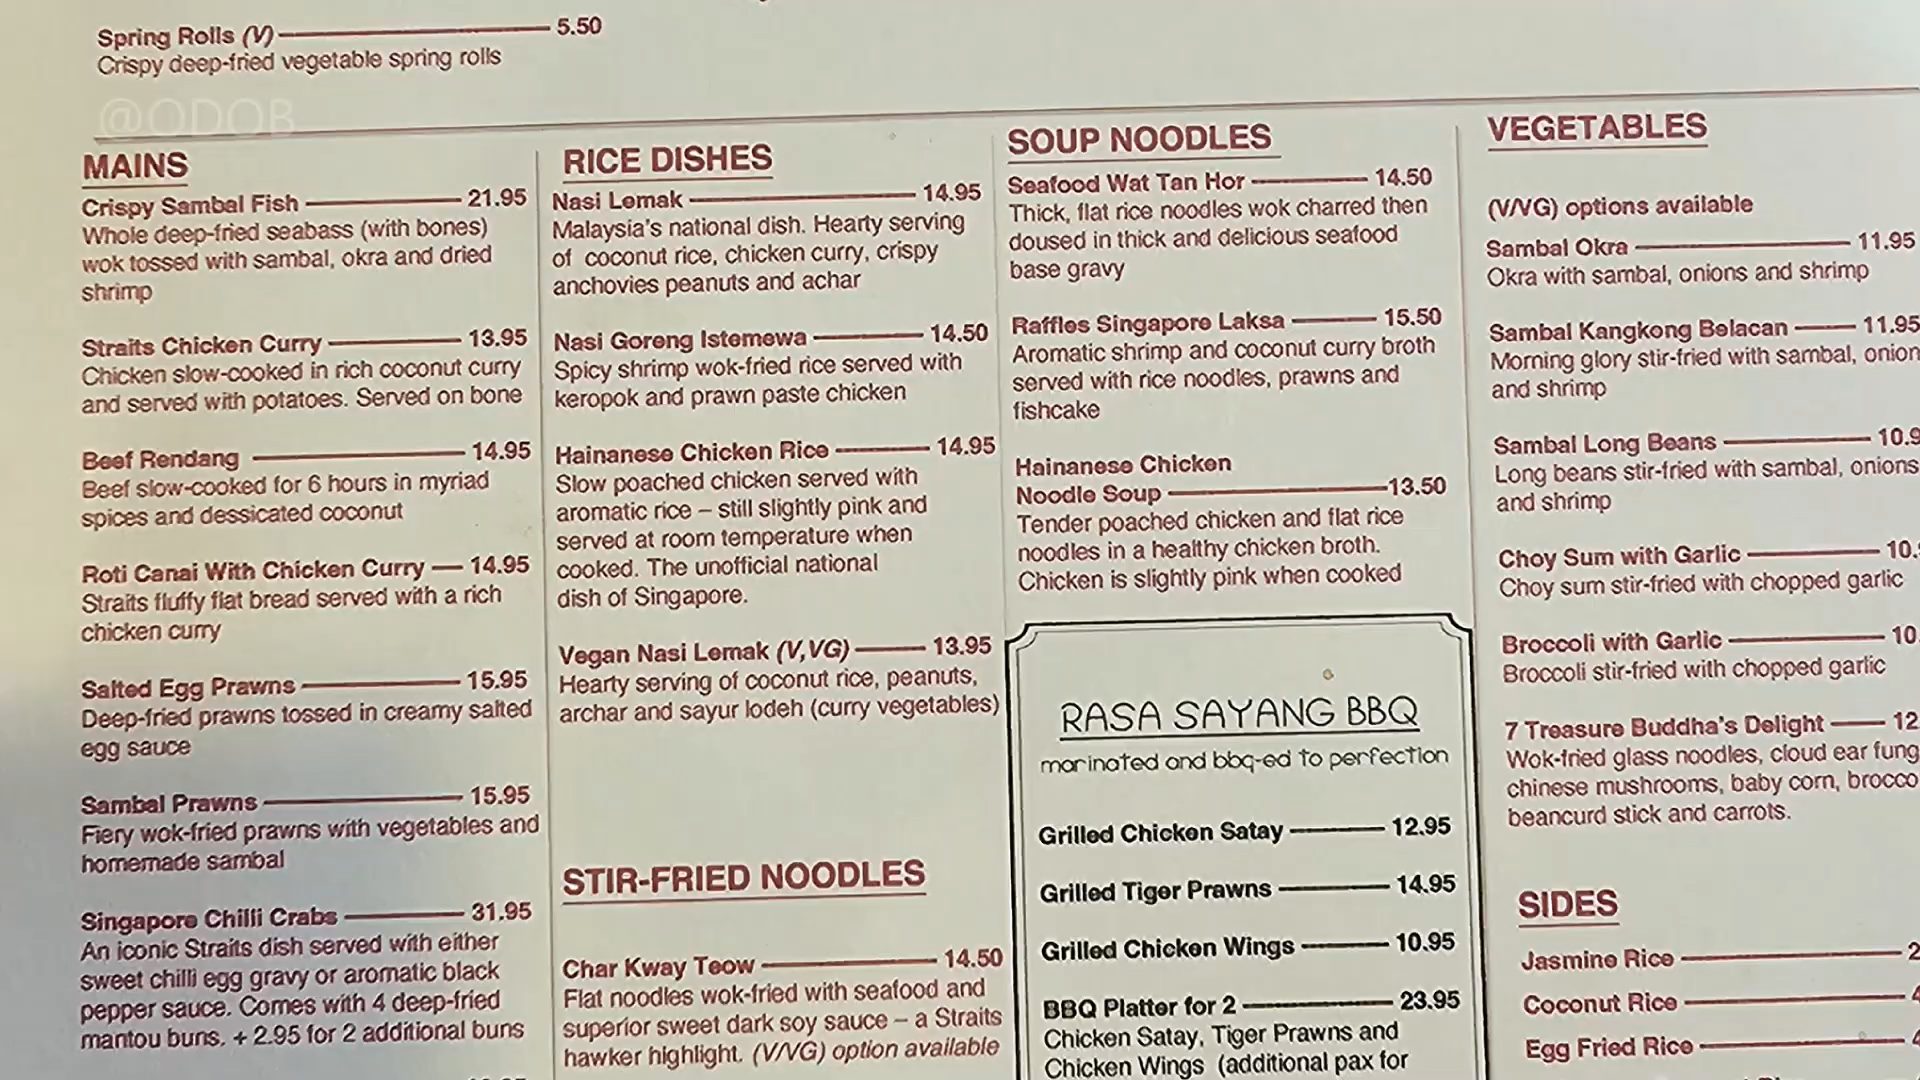 Spring Rolls (V) 5.50
Crispy deep-fried vegetable spring rolls
@ODOB
MAINS
Crispy Sambal Fish 21.95
Whole deep-fried seabass (with bones)
wok tossed with sambal, okra and dried
shrimp
Straits Chicken Curry 13.95
Chicken slow-cooked in rich coconut curry
and served with potatoes. Served on bone
Beef Rendang 14.95
Beef slow-cooked for 6 hours in myriad
spices and dessicated coconut
Roti Canai With Chicken Curry 14.95
Straits fluffy flat bread served with a rich
chicken curry
Salted Egg Prawns 15.95
Deep-fried prawns tossed in creamy salted
egg sauce
Sambal Prawns 15.95
Fiery wok-fried prawns with vegetables and
homemade sambal
Singapore Chilli Crabs 31.95
An iconic Straits dish served with either
sweet chilli egg gravy or aromatic black
pepper sauce. Comes with 4 deep-fried
mantou buns. + 2.95 for 2 additional buns
RICE DISHES
Nasi Lemak 14.95
Malaysia's national dish. Hearty serving
of coconut rice, chicken curry, crispy
anchovies peanuts and achar
Nasi Goreng Istemewa 14.50
Spicy shrimp wok-fried rice served with
keropok and prawn paste chicken
Hainanese Chicken Rice 14.95
Slow poached chicken served with
aromatic rice – still slightly pink and
served at room temperature when
cooked. The unofficial national
dish of Singapore.
Vegan Nasi Lemak (V,VG) 13.95
Hearty serving of coconut rice, peanuts,
archar and sayur lodeh (curry vegetables)
STIR-FRIED NOODLES
Char Kway Teow 14.50
Flat noodles wok-fried with seafood and
superior sweet dark soy sauce – a Straits
hawker highlight. (V/VG) option available
SOUP NOODLES
Seafood Wat Tan Hor 14.50
Thick, flat rice noodles wok charred then
doused in thick and delicious seafood
base gravy
Raffles Singapore Laksa 15.50
Aromatic shrimp and coconut curry broth
served with rice noodles, prawns and
fishcake
Hainanese Chicken
Noodle Soup 13.50
Tender poached chicken and flat rice
noodles in a healthy chicken broth.
Chicken is slightly pink when cooked
RASA SAYANG BBQ
marinated and bbq-ed to perfection
Grilled Chicken Satay 12.95
Grilled Tiger Prawns 14.95
Grilled Chicken Wings 10.95
BBQ Platter for 2 23.95
Chicken Satay, Tiger Prawns and
Chicken Wings (additional pax for
VEGETABLES
(V/VG) options available
Sambal Okra 11.95
Okra with sambal, onions and shrimp
Sambal Kangkong Belacan 11.95
Morning glory stir-fried with sambal, onion
and shrimp
Sambal Long Beans 10.9
Long beans stir-fried with sambal, onions
and shrimp
Choy Sum with Garlic 10.
Choy sum stir-fried with chopped garlic
Broccoli with Garlic 10
Broccoli stir-fried with chopped garlic
7 Treasure Buddha's Delight 12
Wok-fried glass noodles, cloud ear fung
chinese mushrooms, baby corn, brocco
beancurd stick and carrots.
SIDES
Jasmine Rice 2
Coconut Rice 4
Egg Fried Rice 4